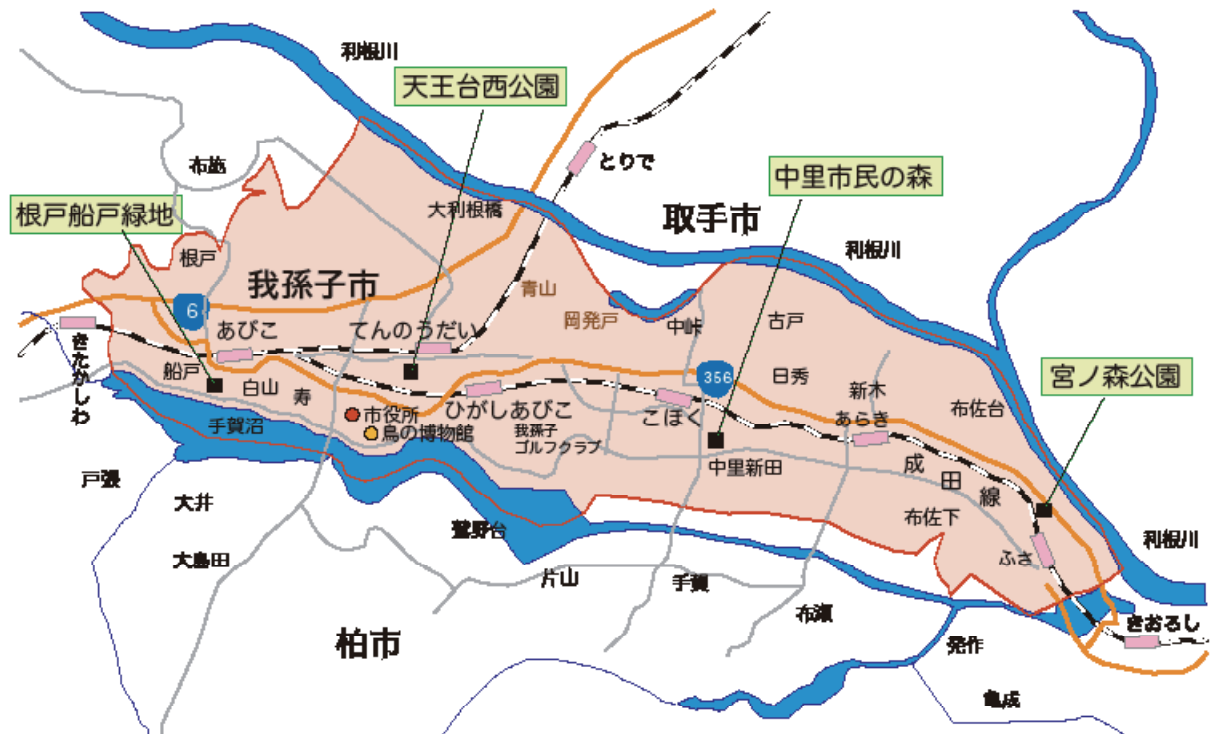 利根川
天王台西公園
布施
とりで
中里市民の森
根戸船戸緑地
大利根橋
取手市
利根川
根戸
我孫子市
青山
6
岡発戸
中峠
古戸
きたかしわ
あびこ
てんのうだい
船戸
白山
寿
356
日秀
新木
宮ノ森公園
布佐台
手賀沼
市役所
鳥の博物館
ひがしあびこ
我孫子
ゴルフクラブ
こほく
あらき
中里新田
成田線
戸張
大井
鷲野台
布佐下
ふさ
利根川
大島田
片山
手賀
布瀬
きおろし
柏市
発作
亀成